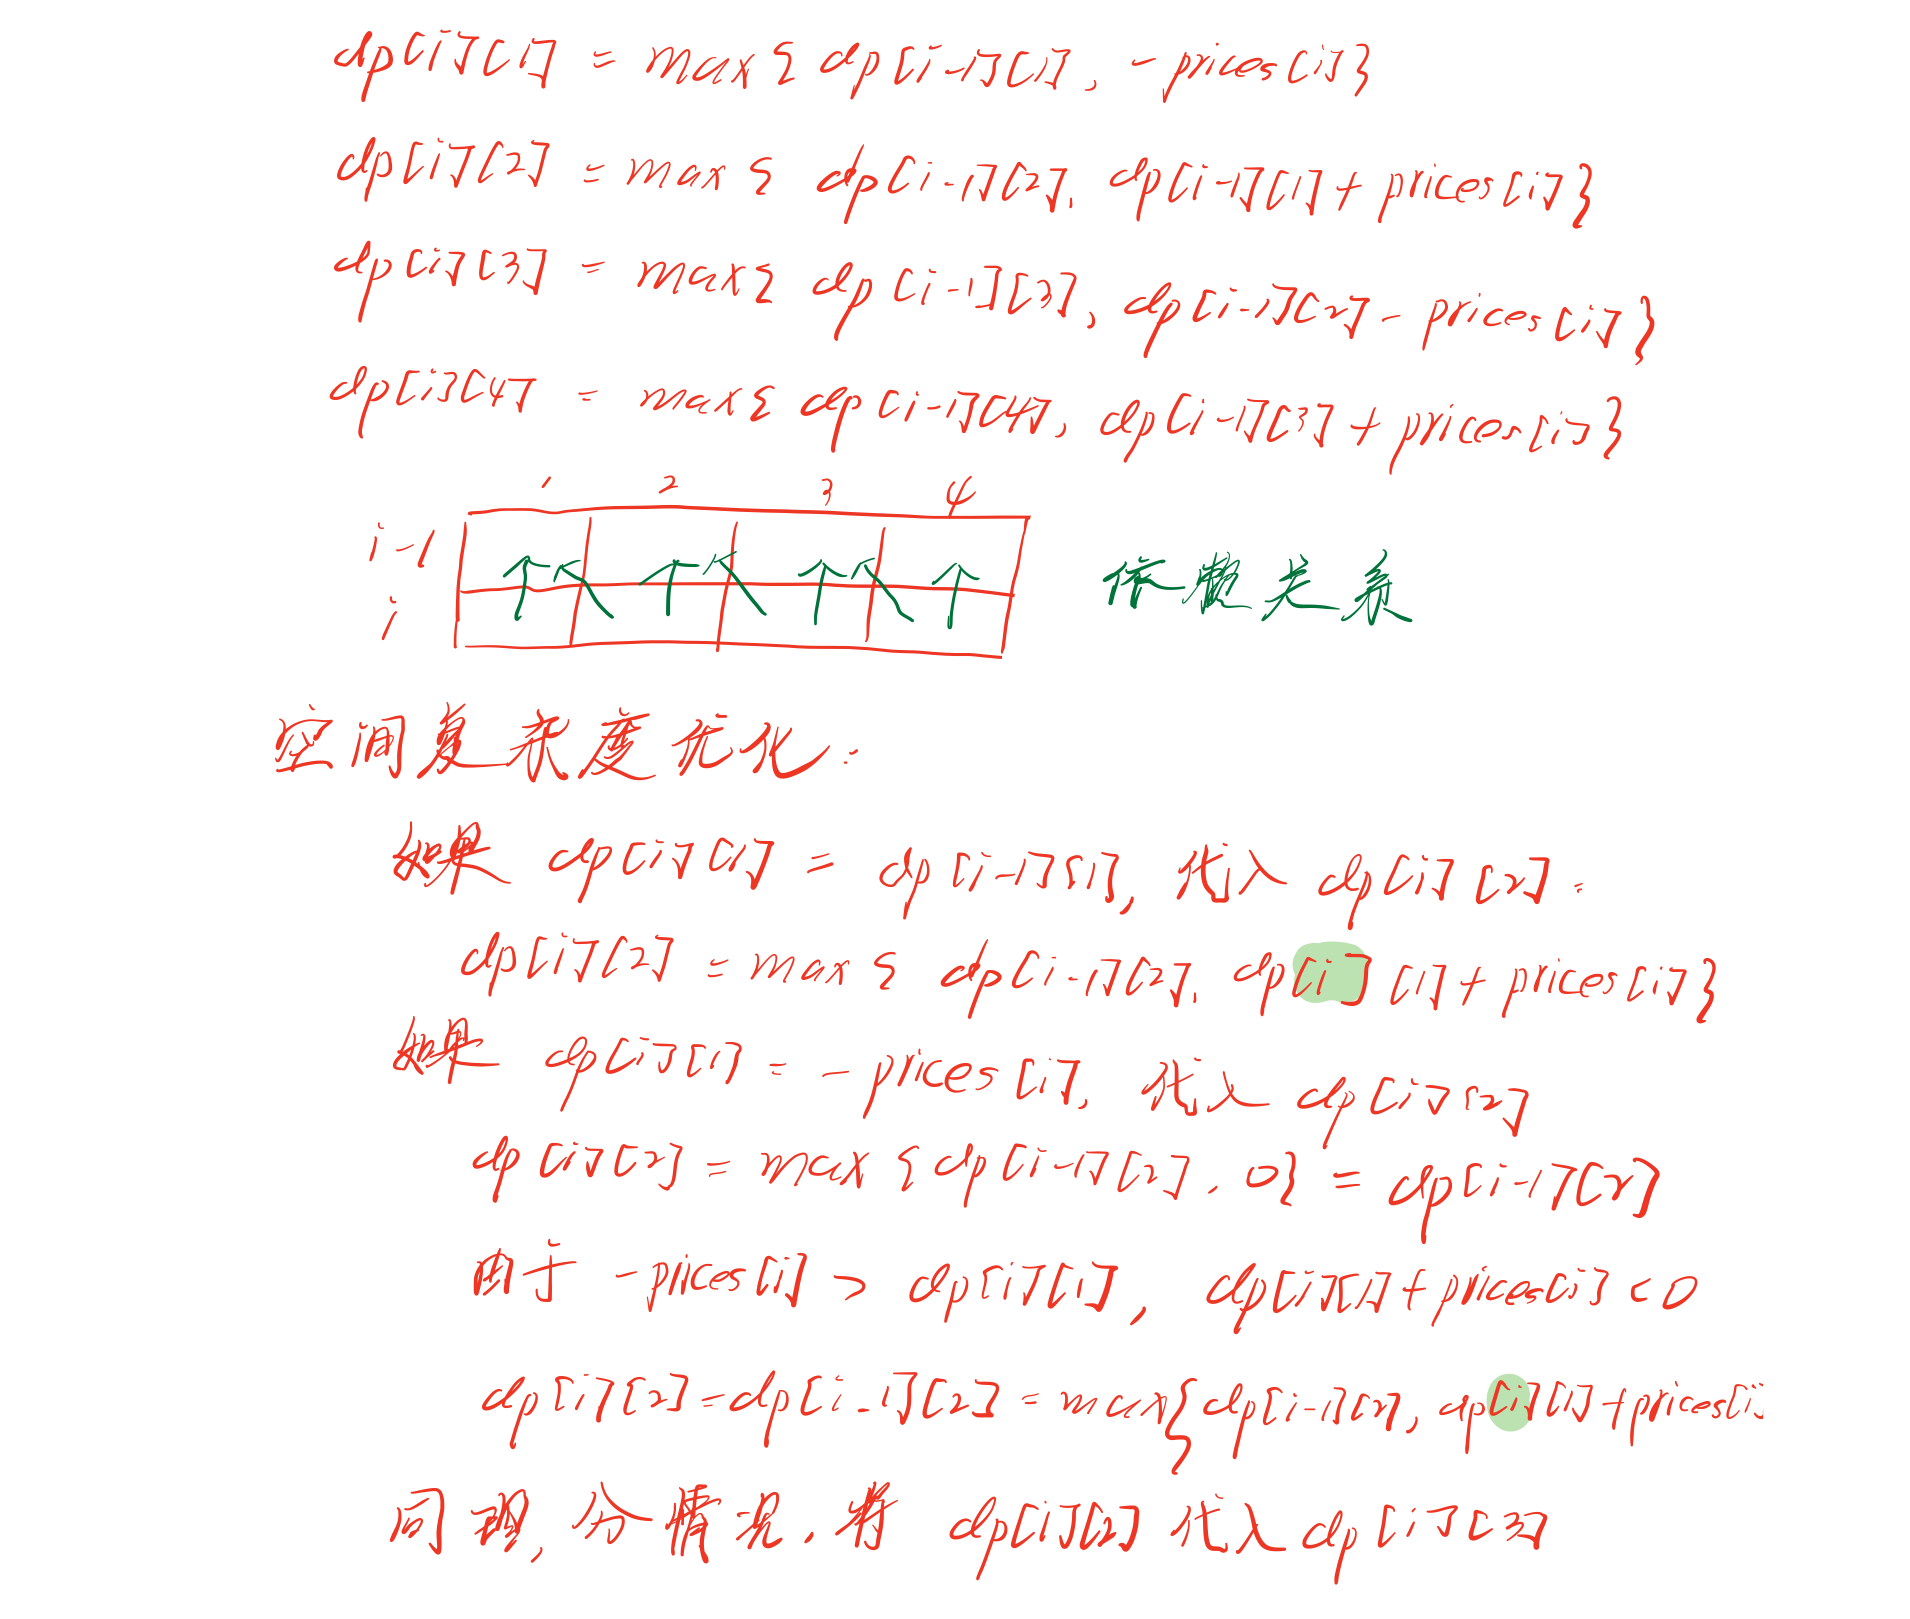 dp[i][1] = max{ dp[i-1][1], -prices[i]}
dp[i][2] = max{ dp[i-1][2], dp[i-1][1] + prices[i]}
dp[i][3] = max{ dp[i-1][3], dp[i-1][2] - prices[i]}
dp[i][4] = max{ dp[i-1][4], dp[i-1][3] + prices[i]}
1 2 3 4
i-1
i
依懒关系
空间复杂度优化:
如果 dp[i][1] = dp[i-1][1], 代入 dp[i][2]:
dp[i][2] = max{ dp[i-1][2], dp[i][1] + prices[i]}
如果 dp[i][1] = -prices[i], 代入 dp[i][2]
dp[i][2] = max{dp[i-1][2], 0} = dp[i-1][2]
由于 -prices[i] > dp[i][1], dp[i][1] + prices[i] < 0
dp[i][2] = dp[i-1][2] = max{dp[i-1][2], dp[i][1] + prices[i]
同理, 分情况, 将 dp[i][2] 代入 dp[i][3]